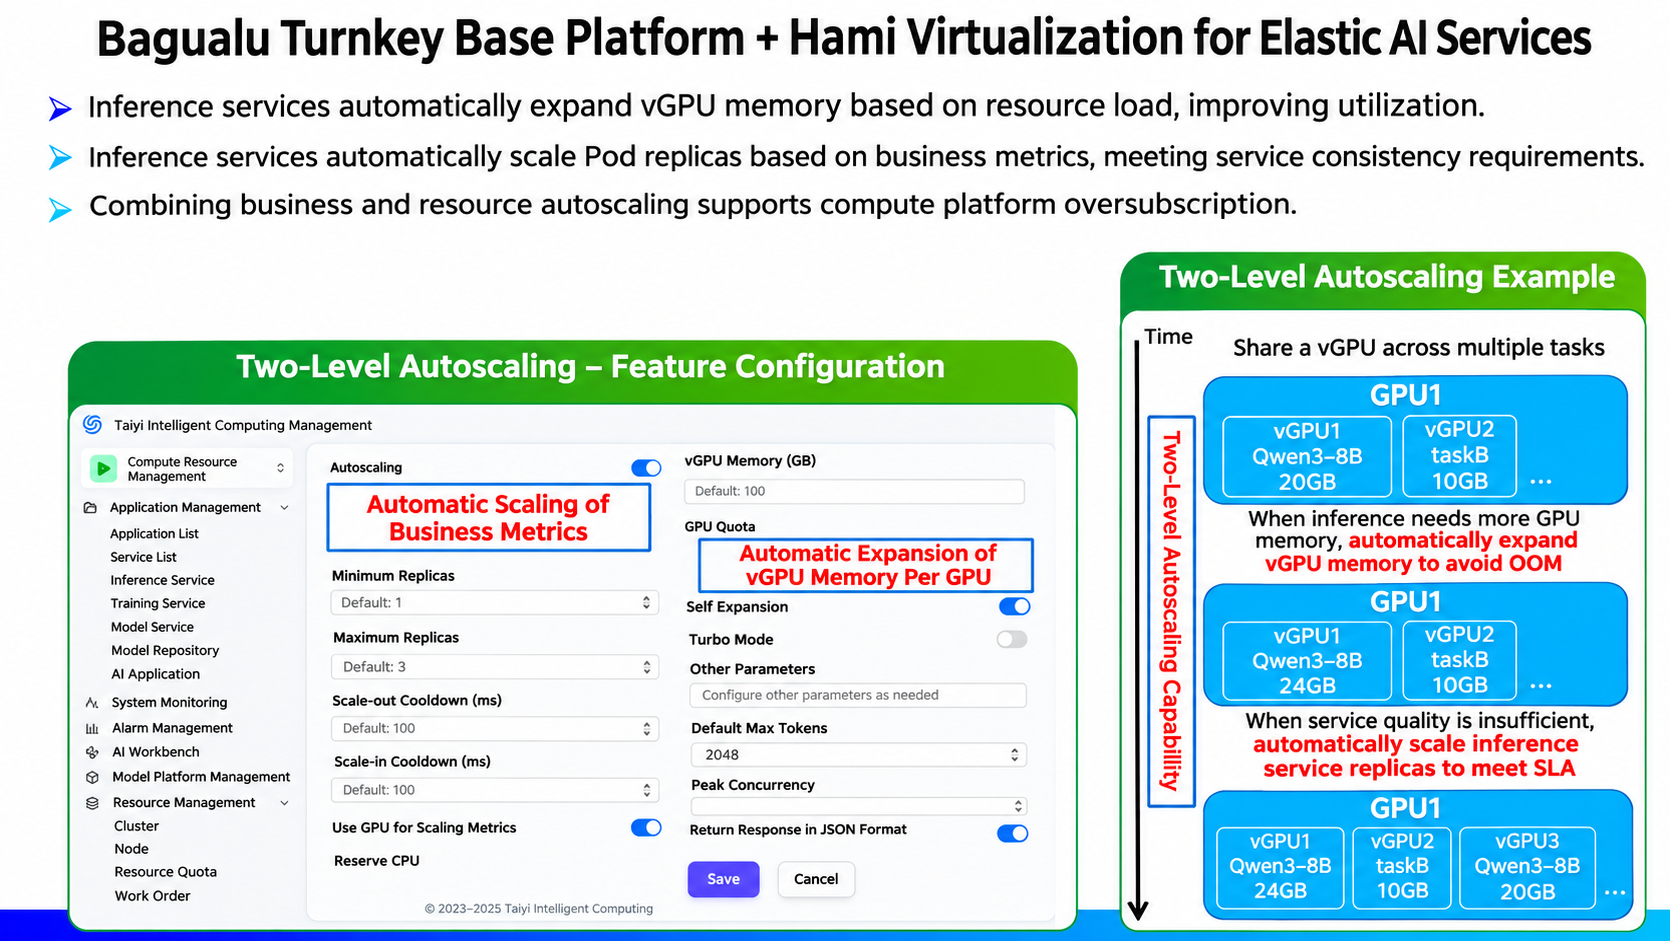 Bagualu Turnkey Base Platform + Hami Virtualization for Elastic AI Services
Inference services automatically expand vGPU memory based on resource load, improving utilization.
Inference services automatically scale Pod replicas based on business metrics, meeting service consistency requirements.
Combining business and resource autoscaling supports compute platform oversubscription.
Two-Level Autoscaling – Feature Configuration
Taiyi Intelligent Computing Management
Compute Resource
Management
Application Management
Application List
Service List
Inference Service
Training Service
Model Service
Model Repository
AI Application
System Monitoring
Alarm Management
AI Workbench
Model Platform Management
Resource Management
Cluster
Node
Resource Quota
Work Order
Autoscaling
Automatic Scaling of
Business Metrics
Minimum Replicas
Default: 1
Maximum Replicas
Default: 3
Scale-out Cooldown (ms)
Default: 100
Scale-in Cooldown (ms)
Default: 100
Use GPU for Scaling Metrics
Reserve CPU
vGPU Memory (GB)
Default: 100
GPU Quota
Automatic Expansion of
vGPU Memory Per GPU
Self Expansion
Turbo Mode
Other Parameters
Configure other parameters as needed
Default Max Tokens
2048
Peak Concurrency
Return Response in JSON Format
Save
Cancel
© 2023–2025 Taiyi Intelligent Computing
Two-Level Autoscaling Example
Time
Two-Level Autoscaling Capability
Share a vGPU across multiple tasks
GPU1
vGPU1
Qwen3–8B
20GB
vGPU2
taskB
10GB
...
When inference needs more GPU
memory, automatically expand
vGPU memory to avoid OOM
GPU1
vGPU1
Qwen3–8B
24GB
vGPU2
taskB
10GB
...
When service quality is insufficient,
automatically scale inference
service replicas to meet SLA
GPU1
vGPU1
Qwen3–8B
24GB
vGPU2
taskB
10GB
vGPU3
Qwen3–8B
20GB
...